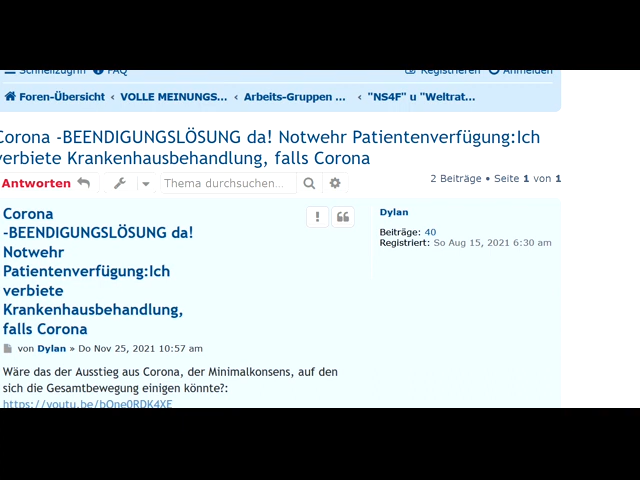 Schnellzugriff FAQ Registrieren Anmelden
Foren-Übersicht ‹ VOLLE MEINUNGS... ‹ Arbeits-Gruppen ... ‹ "NS4F" u "Weltrat...
Corona -BEENDIGUNGSLÖSUNG da! Notwehr Patientenverfügung:Ich
verbiete Krankenhausbehandlung, falls Corona
Antworten Thema durchsuchen... 2 Beiträge • Seite 1 von 1
Corona
-BEENDIGUNGSLÖSUNG da!
Notwehr
Patientenverfügung:Ich
verbiete
Krankenhausbehandlung,
falls Corona
von Dylan » Do Nov 25, 2021 10:57 am
Wäre das der Ausstieg aus Corona, der Minimalkonsens, auf den
sich die Gesamtbewegung einigen könnte?:
https://youtu.be/bOne0RDK4XE
Dylan
Beiträge: 40
Registriert: So Aug 15, 2021 6:30 am